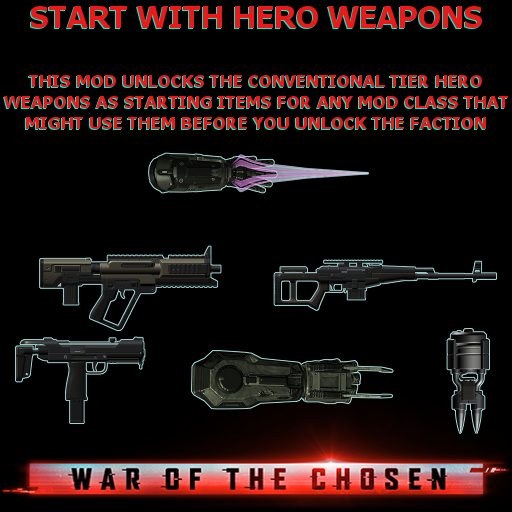 START WITH HERO WEAPONS
THIS MOD UNLOCKS THE CONVENTIONAL TIER HERO
WEAPONS AS STARTING ITEMS FOR ANY MOD CLASS THAT
MIGHT USE THEM BEFORE YOU UNLOCK THE FACTION
WAR OF THE CHOSEN